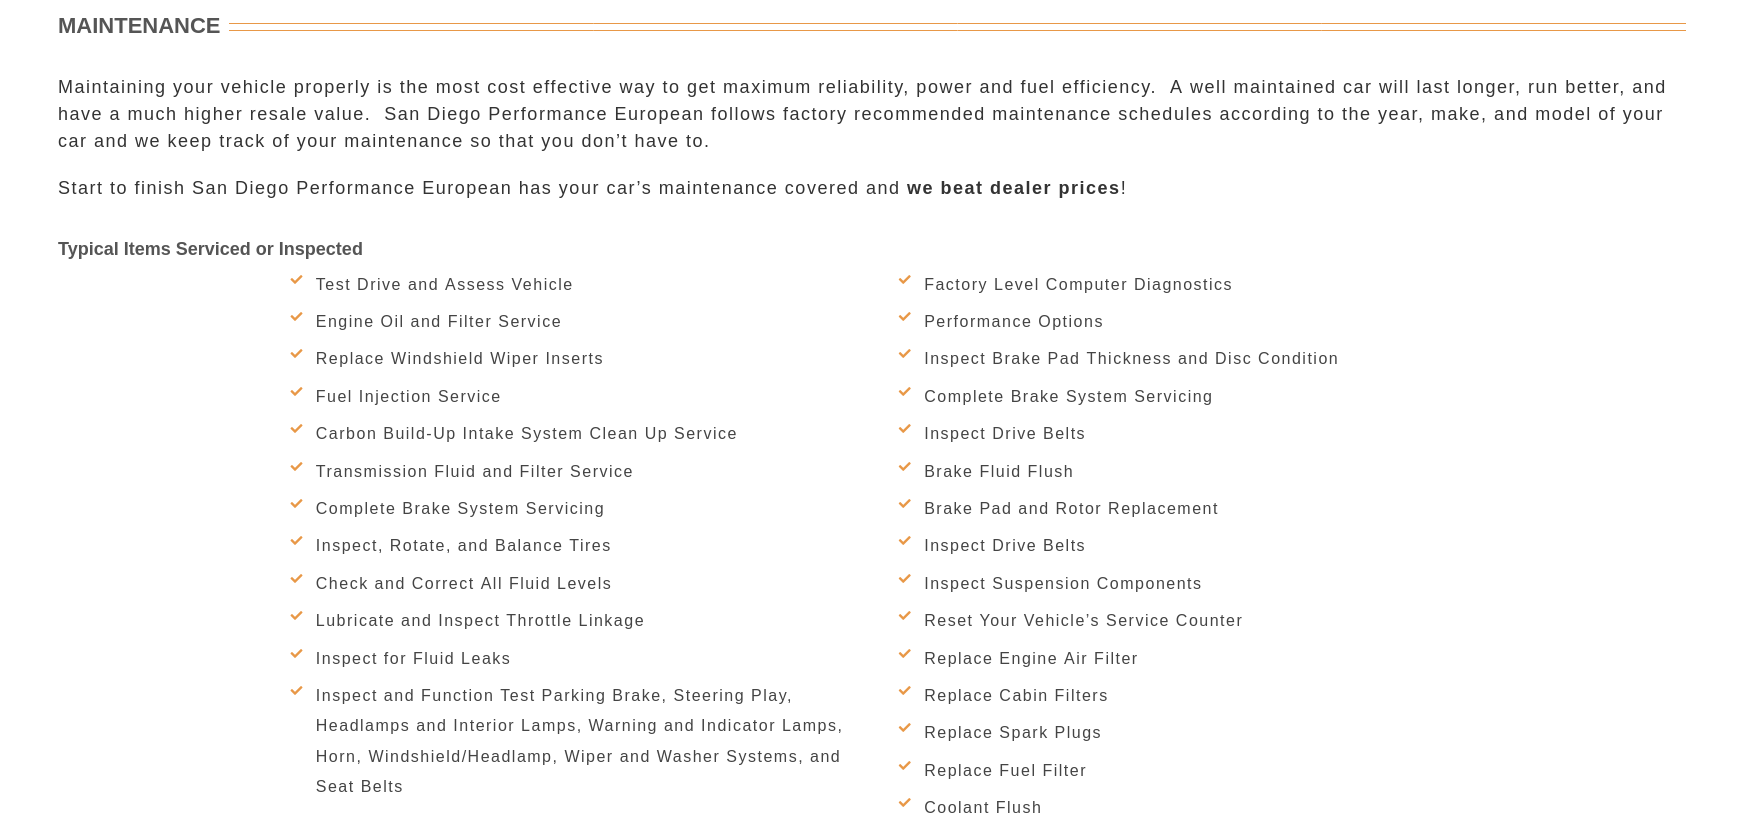 MAINTENANCE
Maintaining your vehicle properly is the most cost effective way to get maximum reliability, power and fuel efficiency.  A well maintained car will last longer, run better, and
have a much higher resale value.  San Diego Performance European follows factory recommended maintenance schedules according to the year, make, and model of your
car and we keep track of your maintenance so that you don’t have to.
Start to finish San Diego Performance European has your car’s maintenance covered and we beat dealer prices!
Typical Items Serviced or Inspected
Test Drive and Assess Vehicle
Engine Oil and Filter Service
Replace Windshield Wiper Inserts
Fuel Injection Service
Carbon Build-Up Intake System Clean Up Service
Transmission Fluid and Filter Service
Complete Brake System Servicing
Inspect, Rotate, and Balance Tires
Check and Correct All Fluid Levels
Lubricate and Inspect Throttle Linkage
Inspect for Fluid Leaks
Inspect and Function Test Parking Brake, Steering Play,
Headlamps and Interior Lamps, Warning and Indicator Lamps,
Horn, Windshield/Headlamp, Wiper and Washer Systems, and
Seat Belts
Factory Level Computer Diagnostics
Performance Options
Inspect Brake Pad Thickness and Disc Condition
Complete Brake System Servicing
Inspect Drive Belts
Brake Fluid Flush
Brake Pad and Rotor Replacement
Inspect Drive Belts
Inspect Suspension Components
Reset Your Vehicle’s Service Counter
Replace Engine Air Filter
Replace Cabin Filters
Replace Spark Plugs
Replace Fuel Filter
Coolant Flush